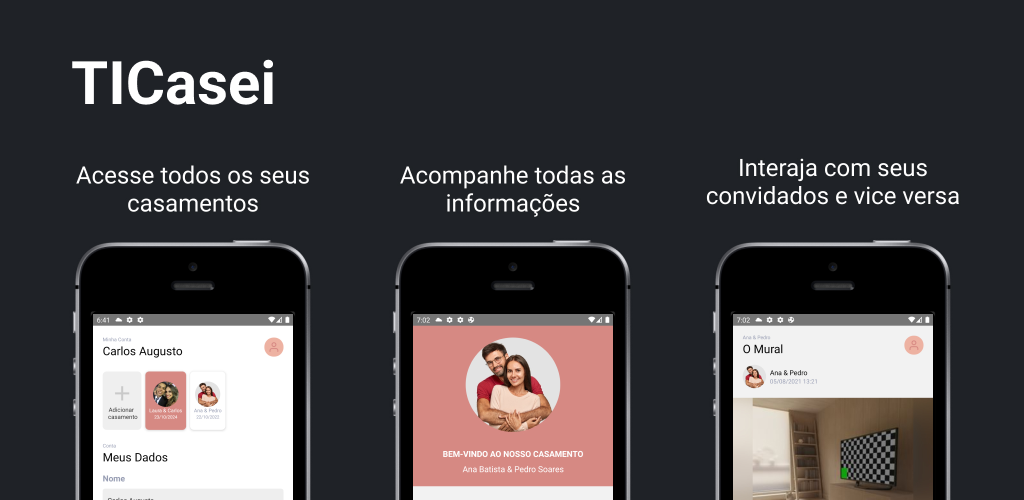 TICasei
Acesse todos os seus
casamentos
6:41
Minha Conta
Carlos Augusto
Adicionar
casamento
Laura & Carlos
23/10/2024
Ana & Pedro
22/10/2022
Conta
Meus Dados
Nome
Carlos Augusto
Acompanhe todas as
informações
7:02
BEM-VINDO AO NOSSO CASAMENTO
Ana Batista & Pedro Soares
Interaja com seus
convidados e vice versa
7:02
Ana & Pedro
O Mural
Ana & Pedro
05/08/2021 13:21